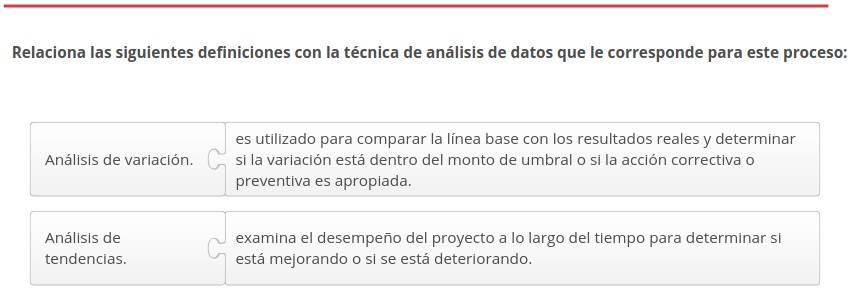 Relaciona las siguientes definiciones con la técnica de análisis de datos que le corresponde para este proceso:
Análisis de variación.
es utilizado para comparar la línea base con los resultados reales y determinar
si la variación está dentro del monto de umbral o si la acción correctiva o
preventiva es apropiada.
Análisis de
tendencias.
examina el desempeño del proyecto a lo largo del tiempo para determinar si
está mejorando o si se está deteriorando.